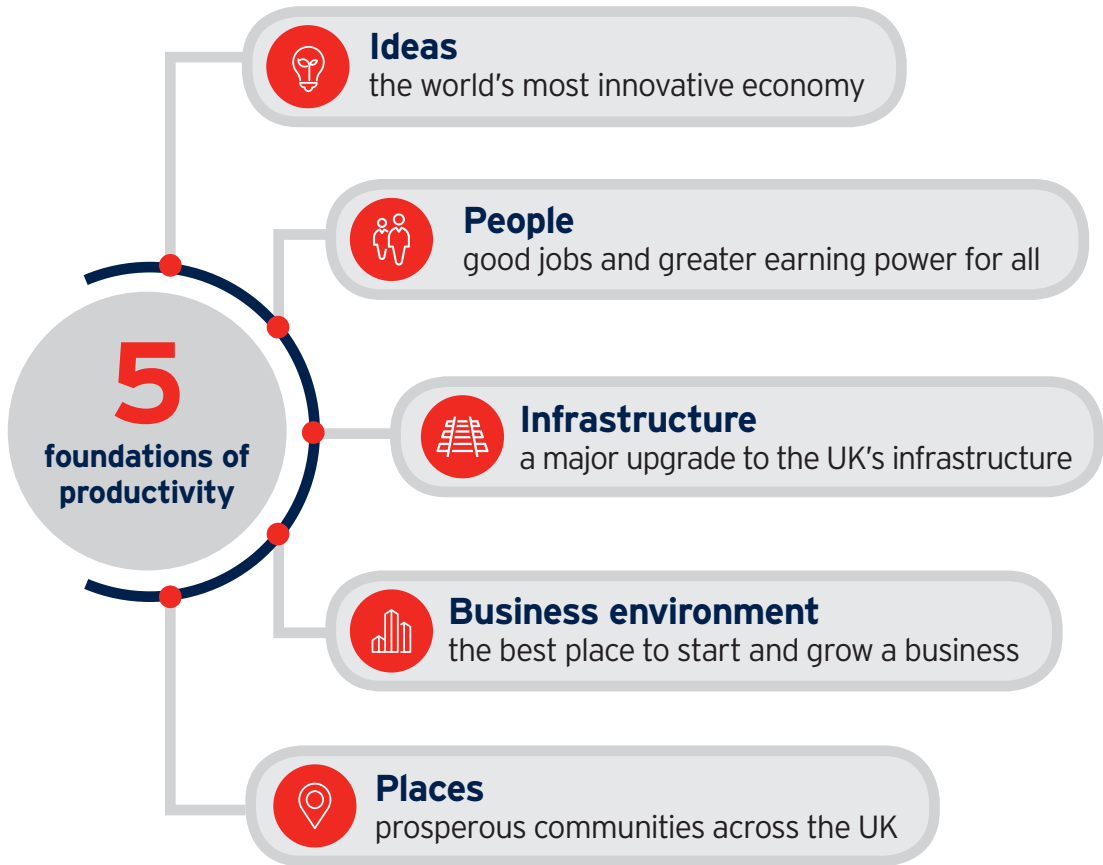 Ideas
the world's most innovative economy
People
good jobs and greater earning power for all
5
foundations of
productivity
Infrastructure
a major upgrade to the UK's infrastructure
Business environment
the best place to start and grow a business
Places
prosperous communities across the UK